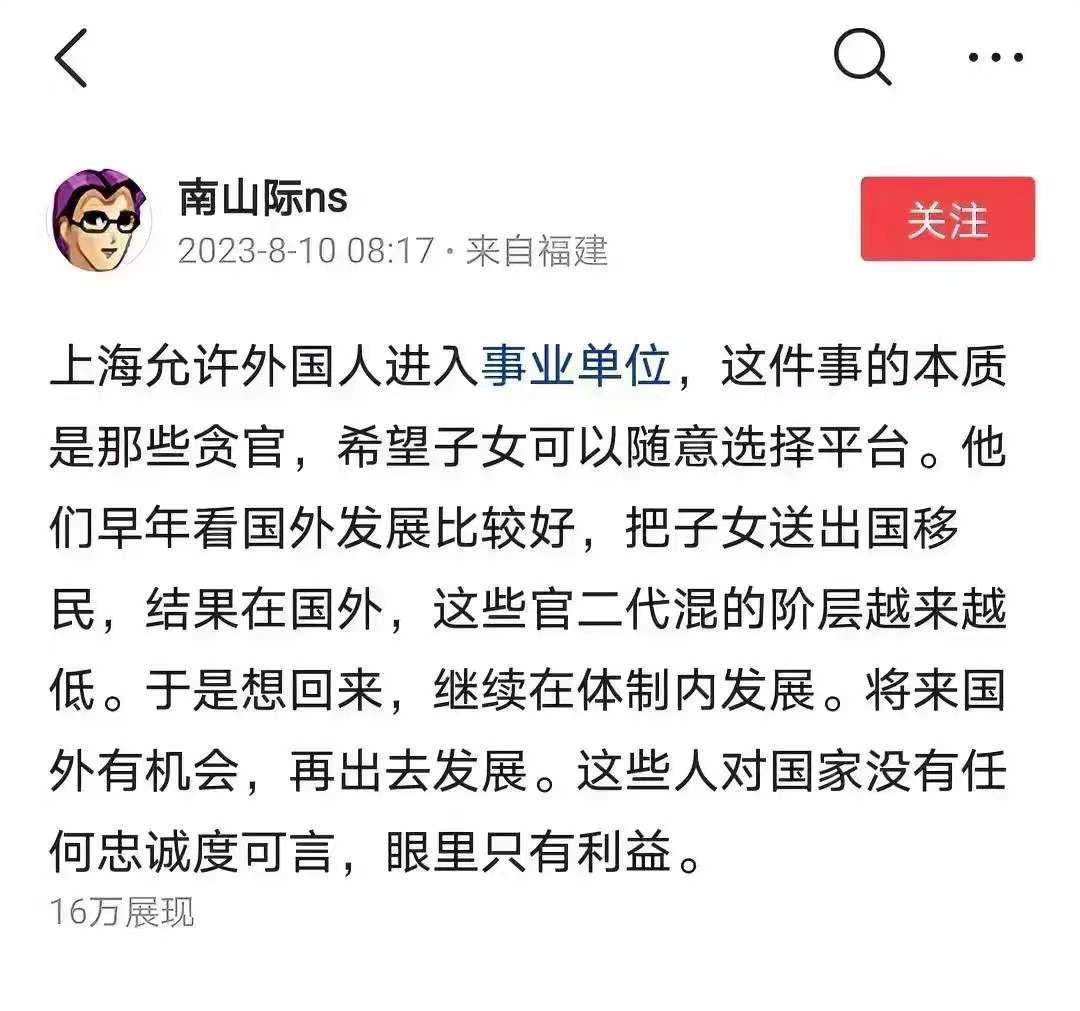 南山际ns
关注
2023-8-10 08:17·来自福建
上海允许外国人进入事业单位，这件事的本质
是那些贪官，希望子女可以随意选择平台。他
们早年看国外发展比较好，把子女送出国移
民，结果在国外，这些官二代混的阶层越来越
低。于是想回来，继续在体制内发展。将来国
外有机会，再出去发展。这些人对国家没有任
何忠诚度可言，眼里只有利益。
16万展现